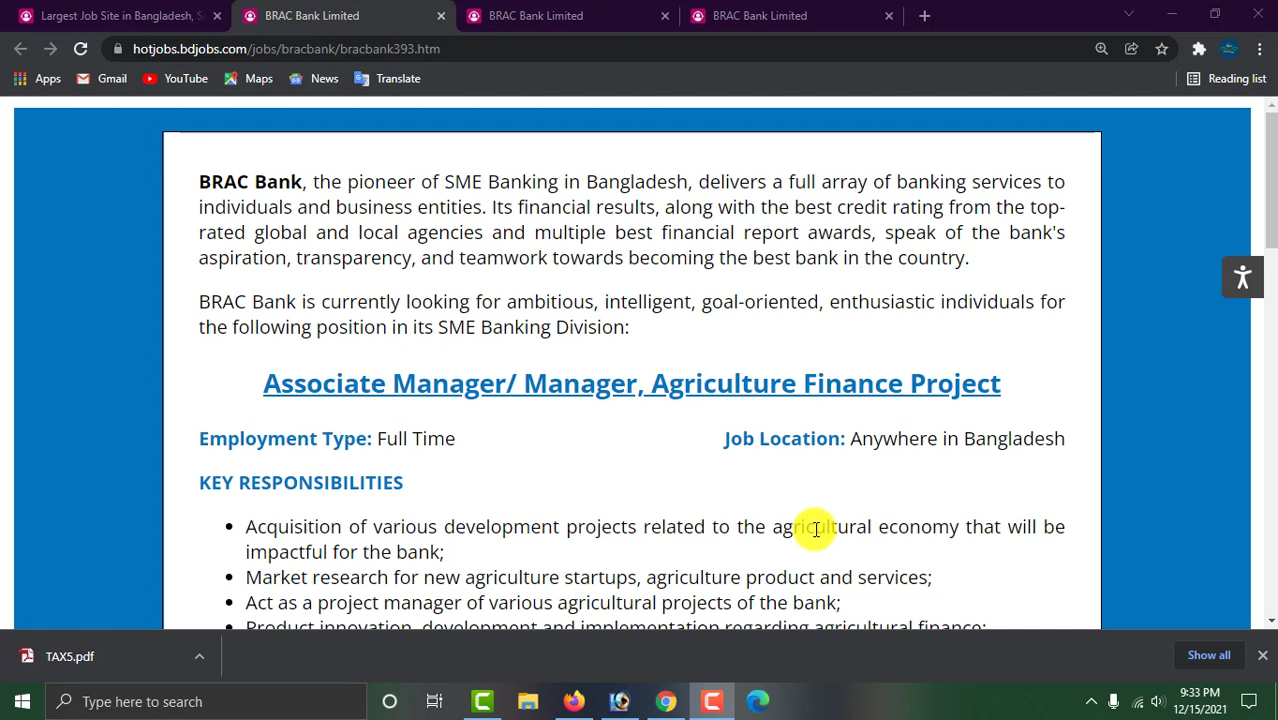 Largest Job Site in Bangladesh, S
BRAC Bank Limited
BRAC Bank Limited
BRAC Bank Limited
hotjobs.bdjobs.com/jobs/bracbank/bracbank393.htm
Apps
Gmail
YouTube
Maps
News
Translate
Reading list
BRAC Bank, the pioneer of SME Banking in Bangladesh, delivers a full array of banking services to
individuals and business entities. Its financial results, along with the best credit rating from the top-
rated global and local agencies and multiple best financial report awards, speak of the bank's
aspiration, transparency, and teamwork towards becoming the best bank in the country.
BRAC Bank is currently looking for ambitious, intelligent, goal-oriented, enthusiastic individuals for
the following position in its SME Banking Division:
Associate Manager/ Manager, Agriculture Finance Project
Employment Type: Full Time
Job Location: Anywhere in Bangladesh
KEY RESPONSIBILITIES
• Acquisition of various development projects related to the agricultural economy that will be
impactful for the bank;
• Market research for new agriculture startups, agriculture product and services;
• Act as a project manager of various agricultural projects of the bank;
• Product innovation, development and implementation regarding agricultural finance;
TAX5.pdf
Show all
Type here to search
9:33 PM
12/15/2021